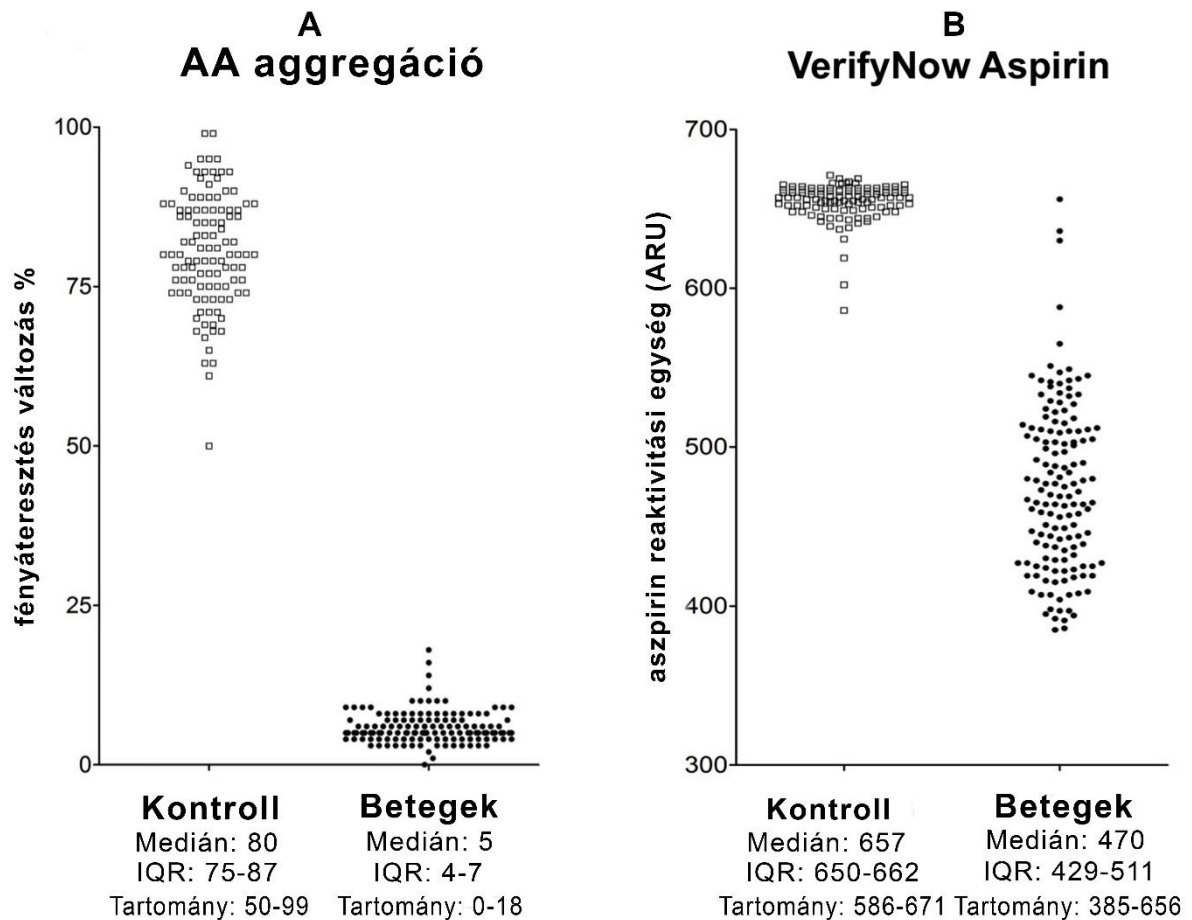 A
AA aggregáció
fényáteresztés változás %
100
75
50
25
0
Kontroll
Medián: 80
IQR: 75-87
Tartomány: 50-99
Betegek
Medián: 5
IQR: 4-7
Tartomány: 0-18
B
VerifyNow Aspirin
aszpirin reaktivitási egység (ARU)
700
600
500
400
300
Kontroll
Medián: 657
IQR: 650-662
Tartomány: 586-671
Betegek
Medián: 470
IQR: 429-511
Tartomány: 385-656